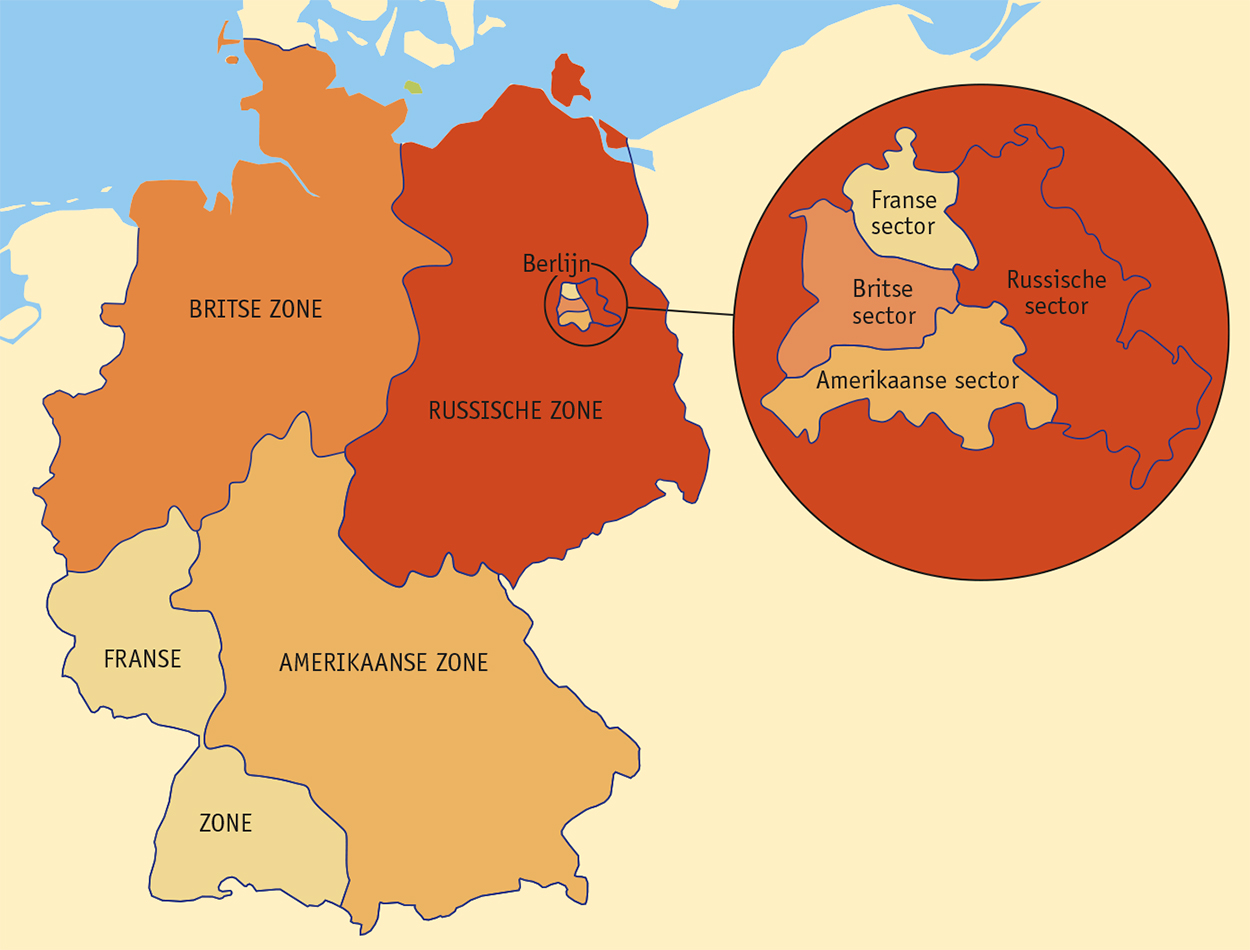 BRITSE ZONE
Berlijn
RUSSISCHE ZONE
FRANSE
ZONE
AMERIKAANSE ZONE
Franse
sector
Britse
sector
Russische
sector
Amerikaanse sector